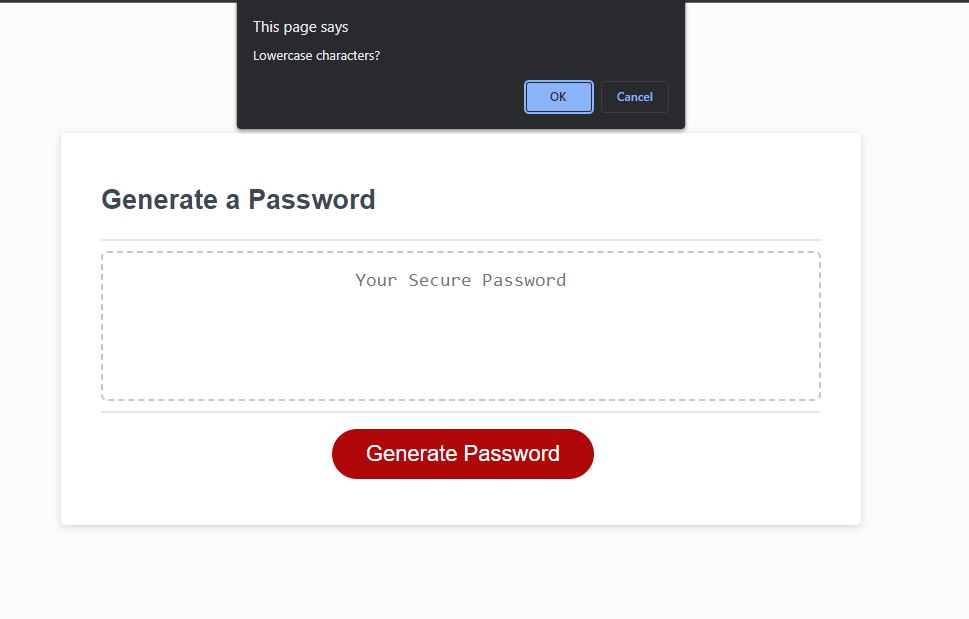 This page says
Lowercase characters?
OK Cancel
Generate a Password
Your Secure Password
Generate Password